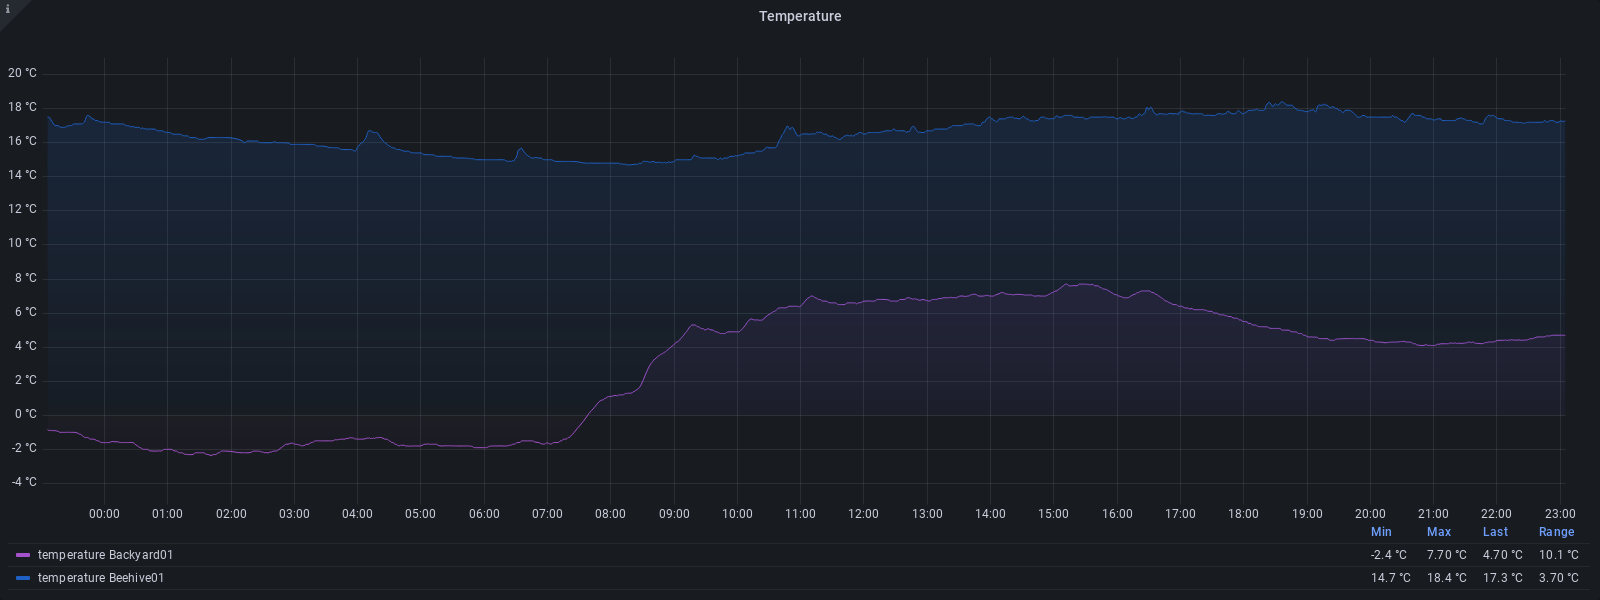 i
Temperature
20 °C
18 °C
16 °C
14 °C
12 °C
10 °C
8 °C
6 °C
4 °C
2 °C
0 °C
-2 °C
-4 °C
00:00 01:00 02:00 03:00 04:00 05:00 06:00 07:00 08:00 09:00 10:00 11:00 12:00 13:00 14:00 15:00 16:00 17:00 18:00 19:00 20:00 21:00 22:00 23:00
Min Max Last Range
temperature Backyard01 -2.4 °C 7.70 °C 4.70 °C 10.1 °C
temperature Beehive01 14.7 °C 18.4 °C 17.3 °C 3.70 °C